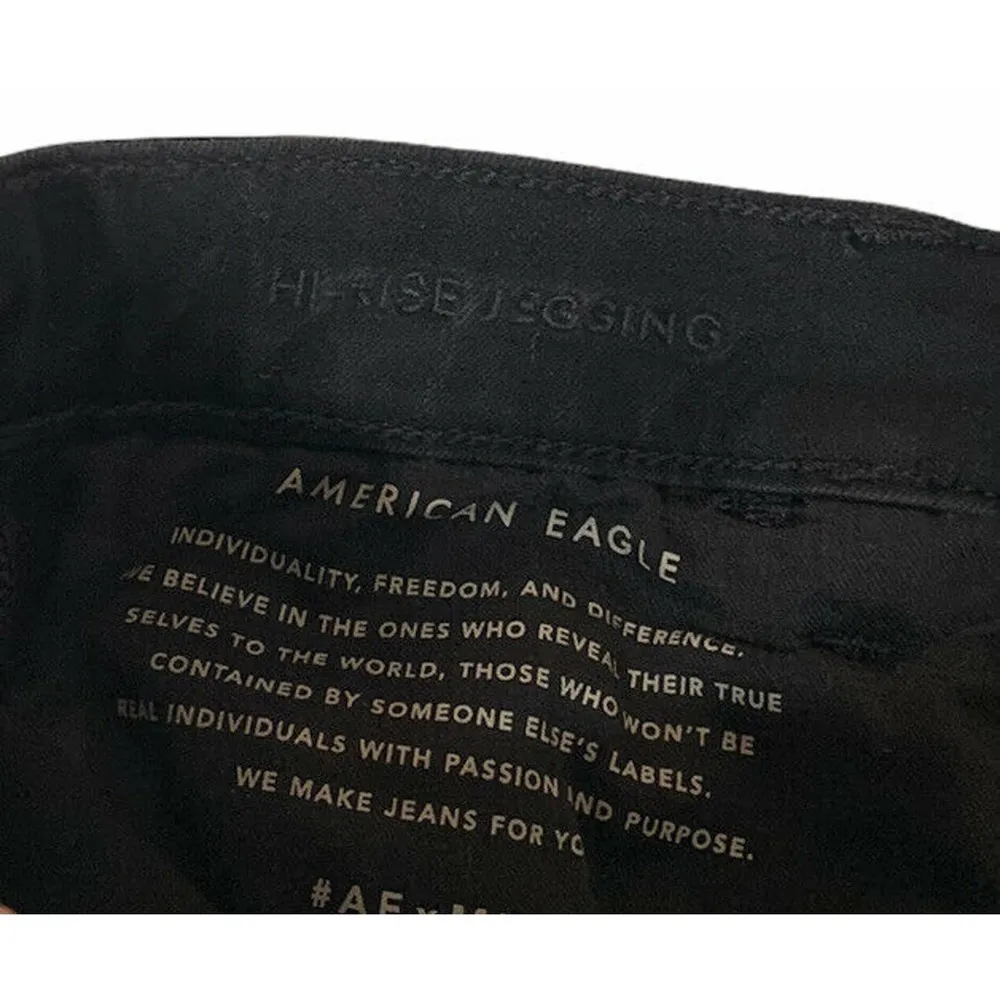 HI-RISE JEGGING
AMERICAN EAGLE
INDIVIDUALITY, FREEDOM, AND DIFFERENCE.
WE BELIEVE IN THE ONES WHO REVEAL THEIR TRUE
SELVES TO THE WORLD, THOSE WHO WON'T BE
CONTAINED BY SOMEONE ELSE'S LABELS.
REAL INDIVIDUALS WITH PASSION AND PURPOSE.
WE MAKE JEANS FOR YO